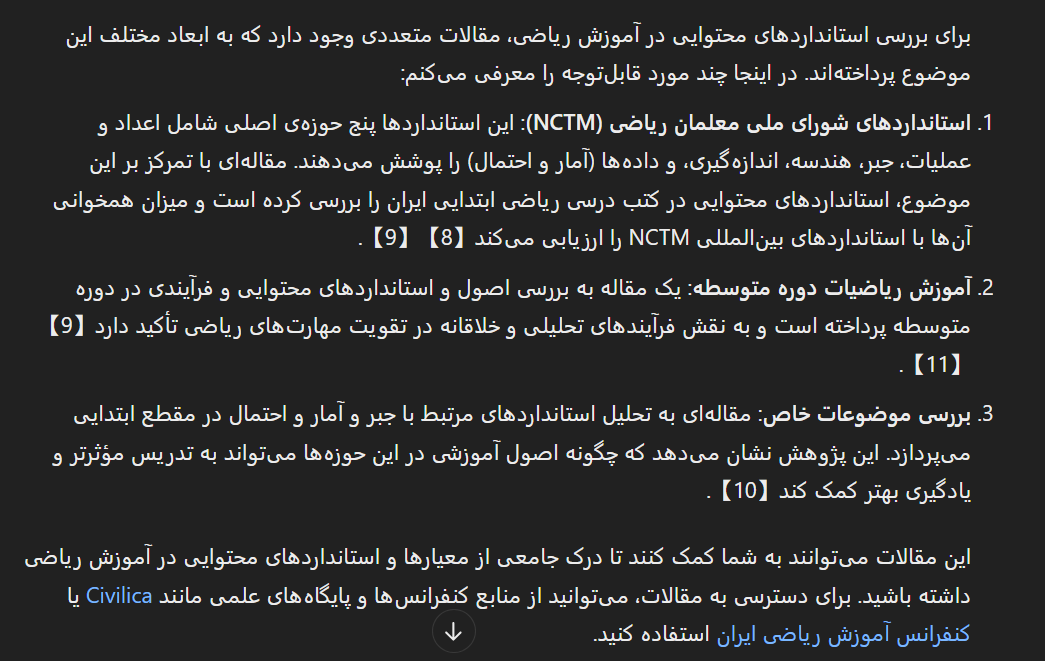 برای بررسی استانداردهای محتوایی در آموزش ریاضی، مقالات متعددی وجود دارد که به ابعاد مختلف این
موضوع پرداخته‌اند. در اینجا چند مورد قابل‌توجه را معرفی می‌کنم:
1. استانداردهای شورای ملی معلمان ریاضی (NCTM): این استانداردها پنج حوزه‌ی اصلی شامل اعداد و
عملیات، جبر، هندسه، اندازه‌گیری، و داده‌ها (آمار و احتمال) را پوشش می‌دهند. مقاله‌ای با تمرکز بر این
موضوع، استانداردهای محتوایی در کتب درسی ریاضی ابتدایی ایران را بررسی کرده است و میزان همخوانی
آن‌ها با استانداردهای بین‌المللی NCTM را ارزیابی می‌کند【8】【9】.
2. آموزش ریاضیات دوره متوسطه: یک مقاله به بررسی اصول و استانداردهای محتوایی و فرآیندی در دوره
متوسطه پرداخته است و به نقش فرآیندهای تحلیلی و خلاقانه در تقویت مهارت‌های ریاضی تأکید دارد【9】
【11】.
3. بررسی موضوعات خاص: مقاله‌ای به تحلیل استانداردهای مرتبط با جبر و آمار و احتمال در مقطع ابتدایی
می‌پردازد. این پژوهش نشان می‌دهد که چگونه اصول آموزشی در این حوزه‌ها می‌تواند به تدریس مؤثرتر و
یادگیری بهتر کمک کند【10】.
این مقالات می‌توانند به شما کمک کنند تا درک جامعی از معیارها و استانداردهای محتوایی در آموزش ریاضی
داشته باشید. برای دسترسی به مقالات، می‌توانید از منابع کنفرانس‌ها و پایگاه‌های علمی مانند Civilica یا
کنفرانس آموزش ریاضی ایران استفاده کنید.